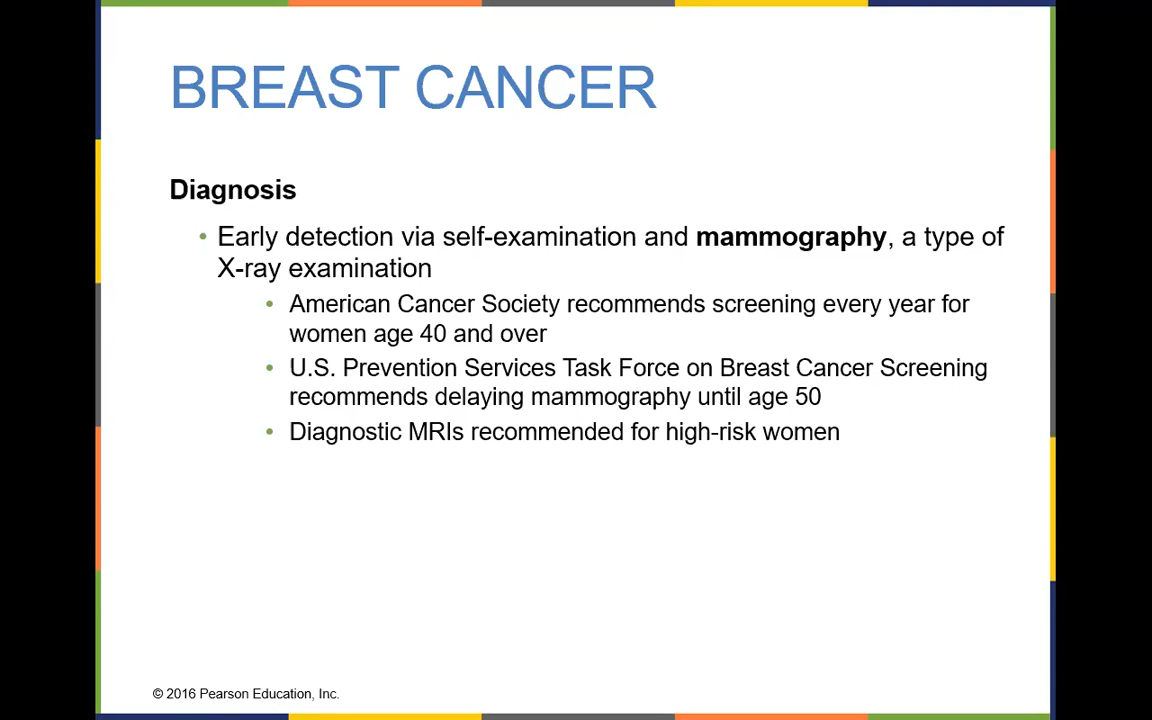 BREAST CANCER
Diagnosis
• Early detection via self-examination and mammography, a type of
X-ray examination
• American Cancer Society recommends screening every year for
women age 40 and over
• U.S. Prevention Services Task Force on Breast Cancer Screening
recommends delaying mammography until age 50
• Diagnostic MRIs recommended for high-risk women
© 2016 Pearson Education, Inc.